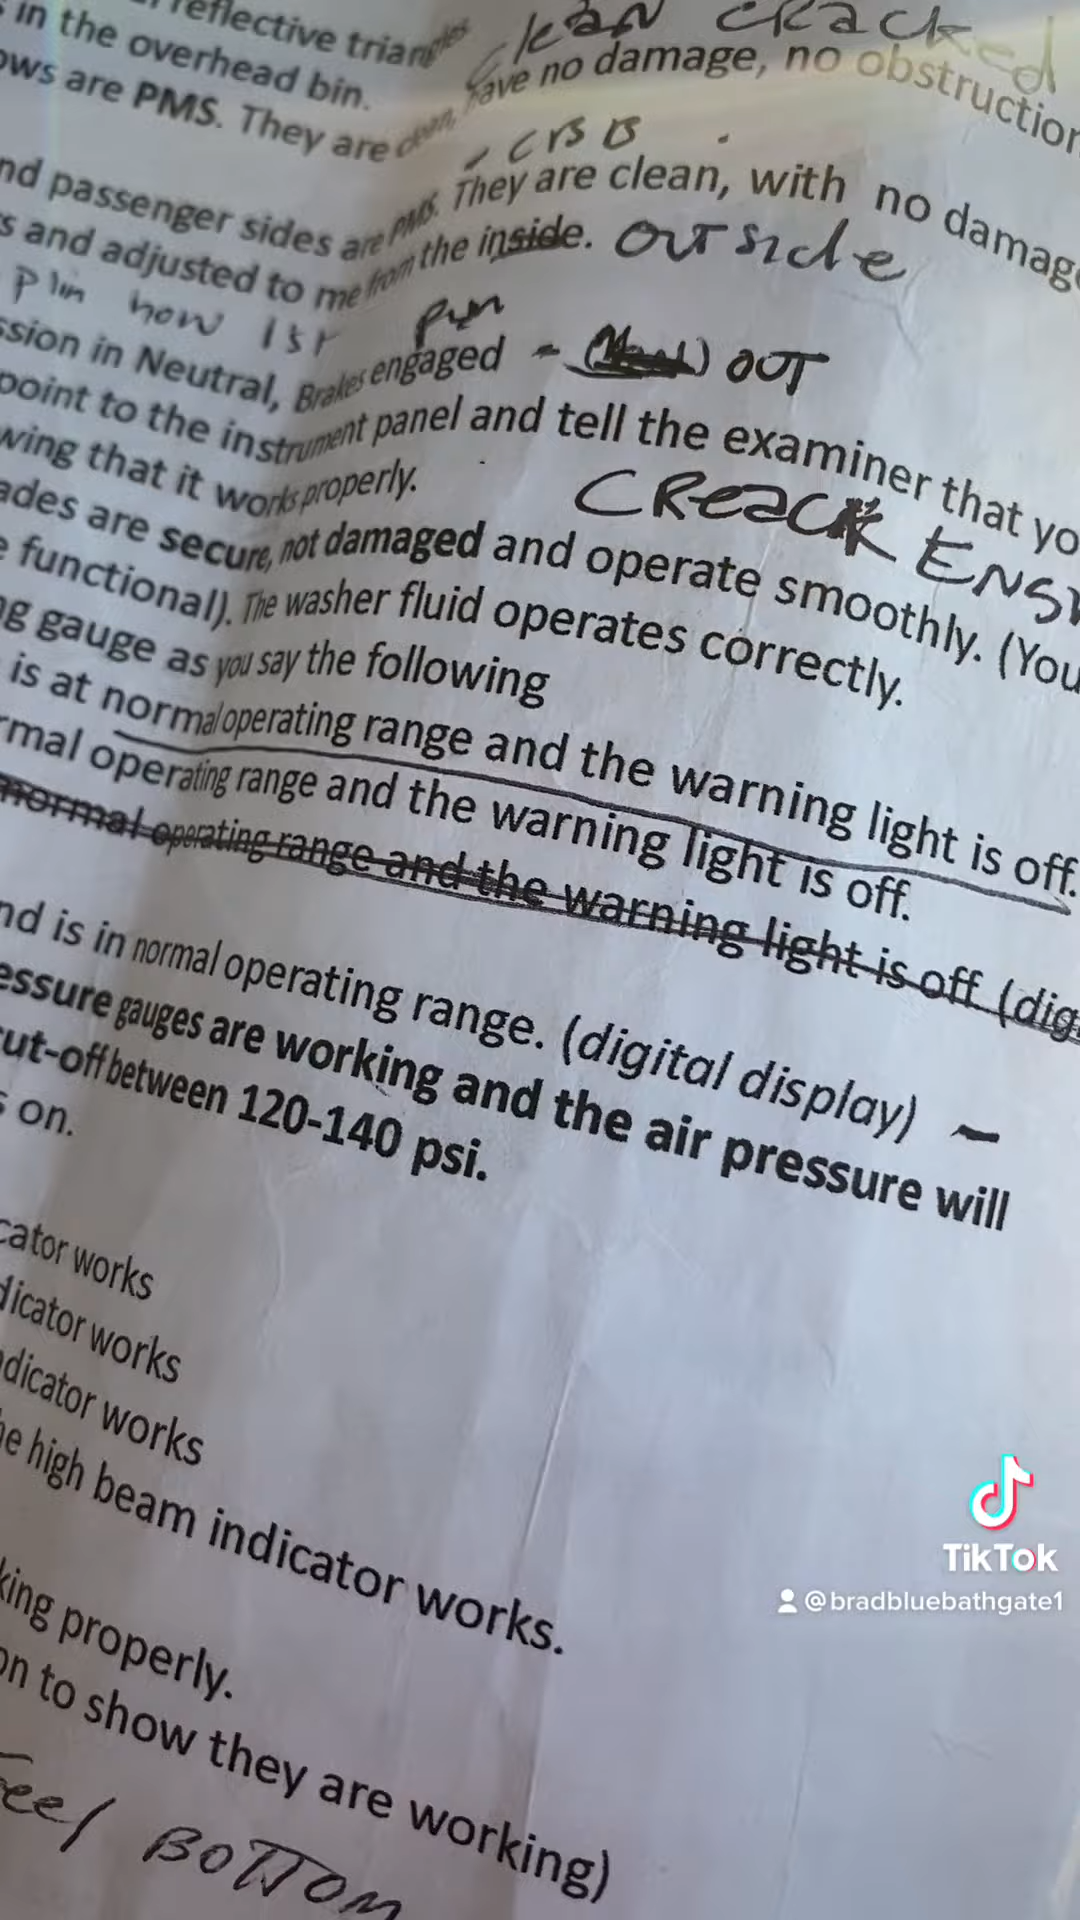 reflective triangles
clean cracked
in the overhead bin.
have no damage, no obstruction
ows are PMS. They are clean,
CBB
nd passenger sides are PMS. They are clean, with no damage
s and adjusted to me from the inside. outside
how
ssion in Neutral, Brakes engaged - OUT
point to the instrument panel and tell the examiner that yo
wing that it works properly.
ades are secure, not damaged and operate smoothly. (You
e functional). The washer fluid operates correctly.
ng gauge as you say the following
is at normal operating range and the warning light is off.
rmal operating range and the warning light is off.
normal operating range and the warning light is off. (dig
nd is in normal operating range. (digital display) –
essure gauges are working and the air pressure will
cut-off between 120-140 psi.
s on.
cator works
dicator works
ndicator works
he high beam indicator works.
king properly.
on to show they are working)
Feel BOTTOM
TikTok
@bradbluebathgate1